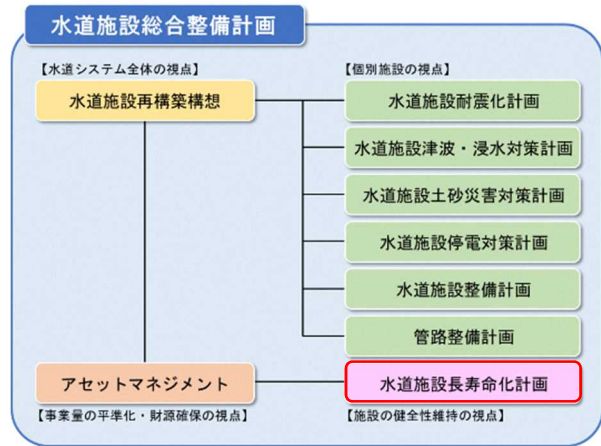 水道施設総合整備計画
【水道システム全体の視点】
【個別施設の視点】
水道施設再構築構想
水道施設耐震化計画
水道施設津波・浸水対策計画
水道施設土砂災害対策計画
水道施設停電対策計画
水道施設整備計画
管路整備計画
アセットマネジメント
水道施設長寿命化計画
【事業量の平準化・財源確保の視点】
【施設の健全性維持の視点】